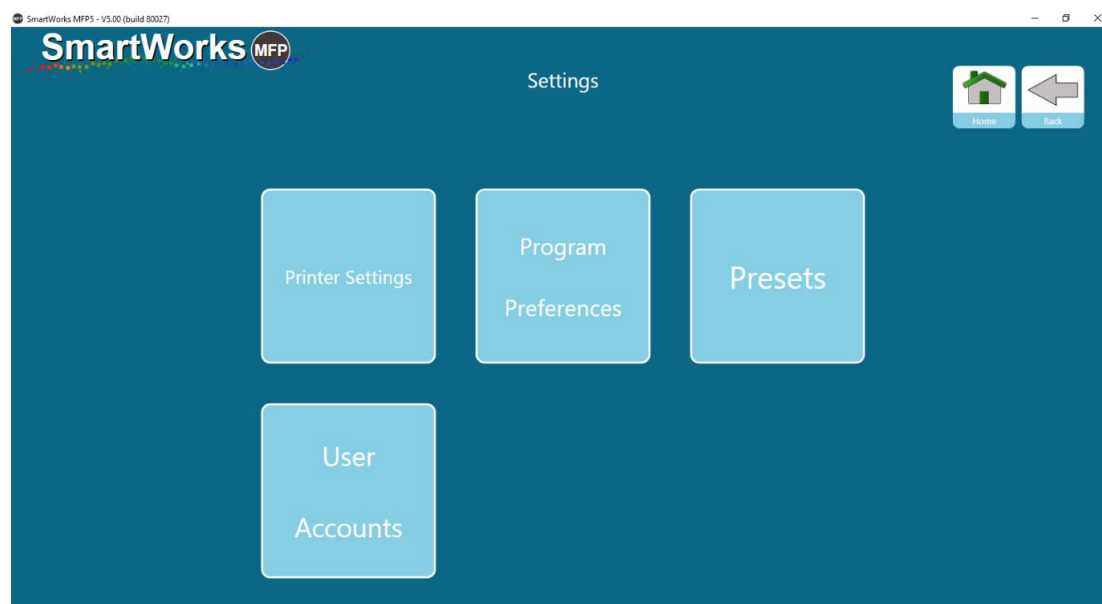 SmartWorks MFP5 - V5.00 (build 80027)
SmartWorks MFP
Settings
Home
Back
Printer Settings
Program
Preferences
Presets
User
Accounts